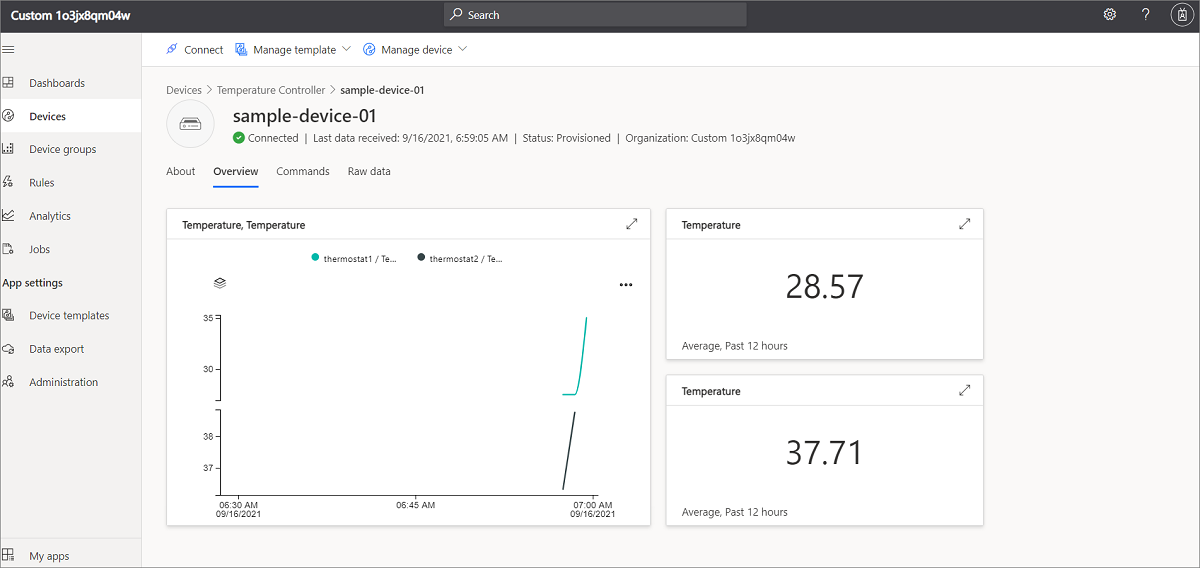 Custom 1o3jx8qm04w
Search
?
Connect
Manage template
Manage device
Dashboards
Devices
Device groups
Rules
Analytics
Jobs
App settings
Device templates
Data export
Administration
My apps
Devices > Temperature Controller > sample-device-01
sample-device-01
Connected | Last data received: 9/16/2021, 6:59:05 AM | Status: Provisioned | Organization: Custom 1o3jx8qm04w
About Overview Commands Raw data
Temperature, Temperature
thermostat1 / Te... thermostat2 / Te...
35
30
38
37
06:30 AM 06:45 AM 07:00 AM
09/16/2021 09/16/2021
Temperature
28.57
Average, Past 12 hours
Temperature
37.71
Average, Past 12 hours